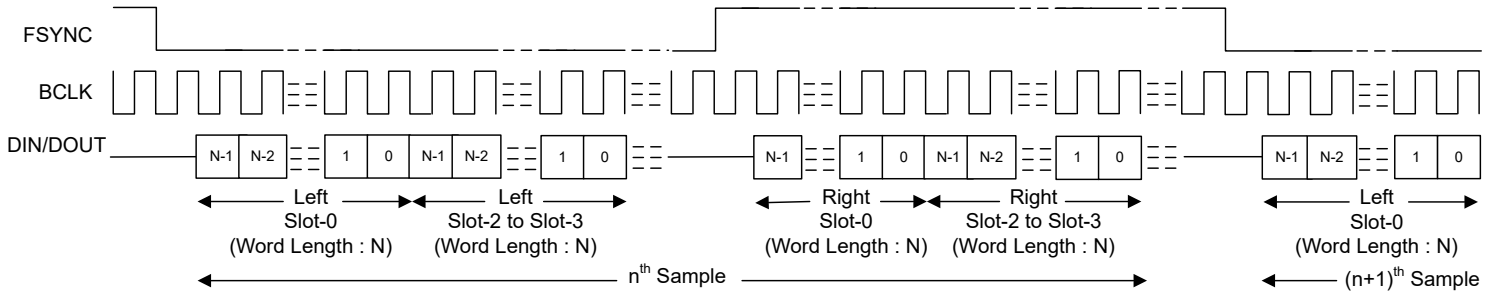 FSYNC
BCLK
DIN/DOUT
N-1 N-2 1 0 N-1 N-2 1 0 N-1 1 0 N-1 N-2 1 0 N-1 N-2 1 0
Left Left Right Right Left
Slot-0 Slot-2 to Slot-3 Slot-0 Slot-2 to Slot-3 Slot-0
(Word Length : N) (Word Length : N) (Word Length : N) (Word Length : N) (Word Length : N)
nth Sample (n+1)th Sample